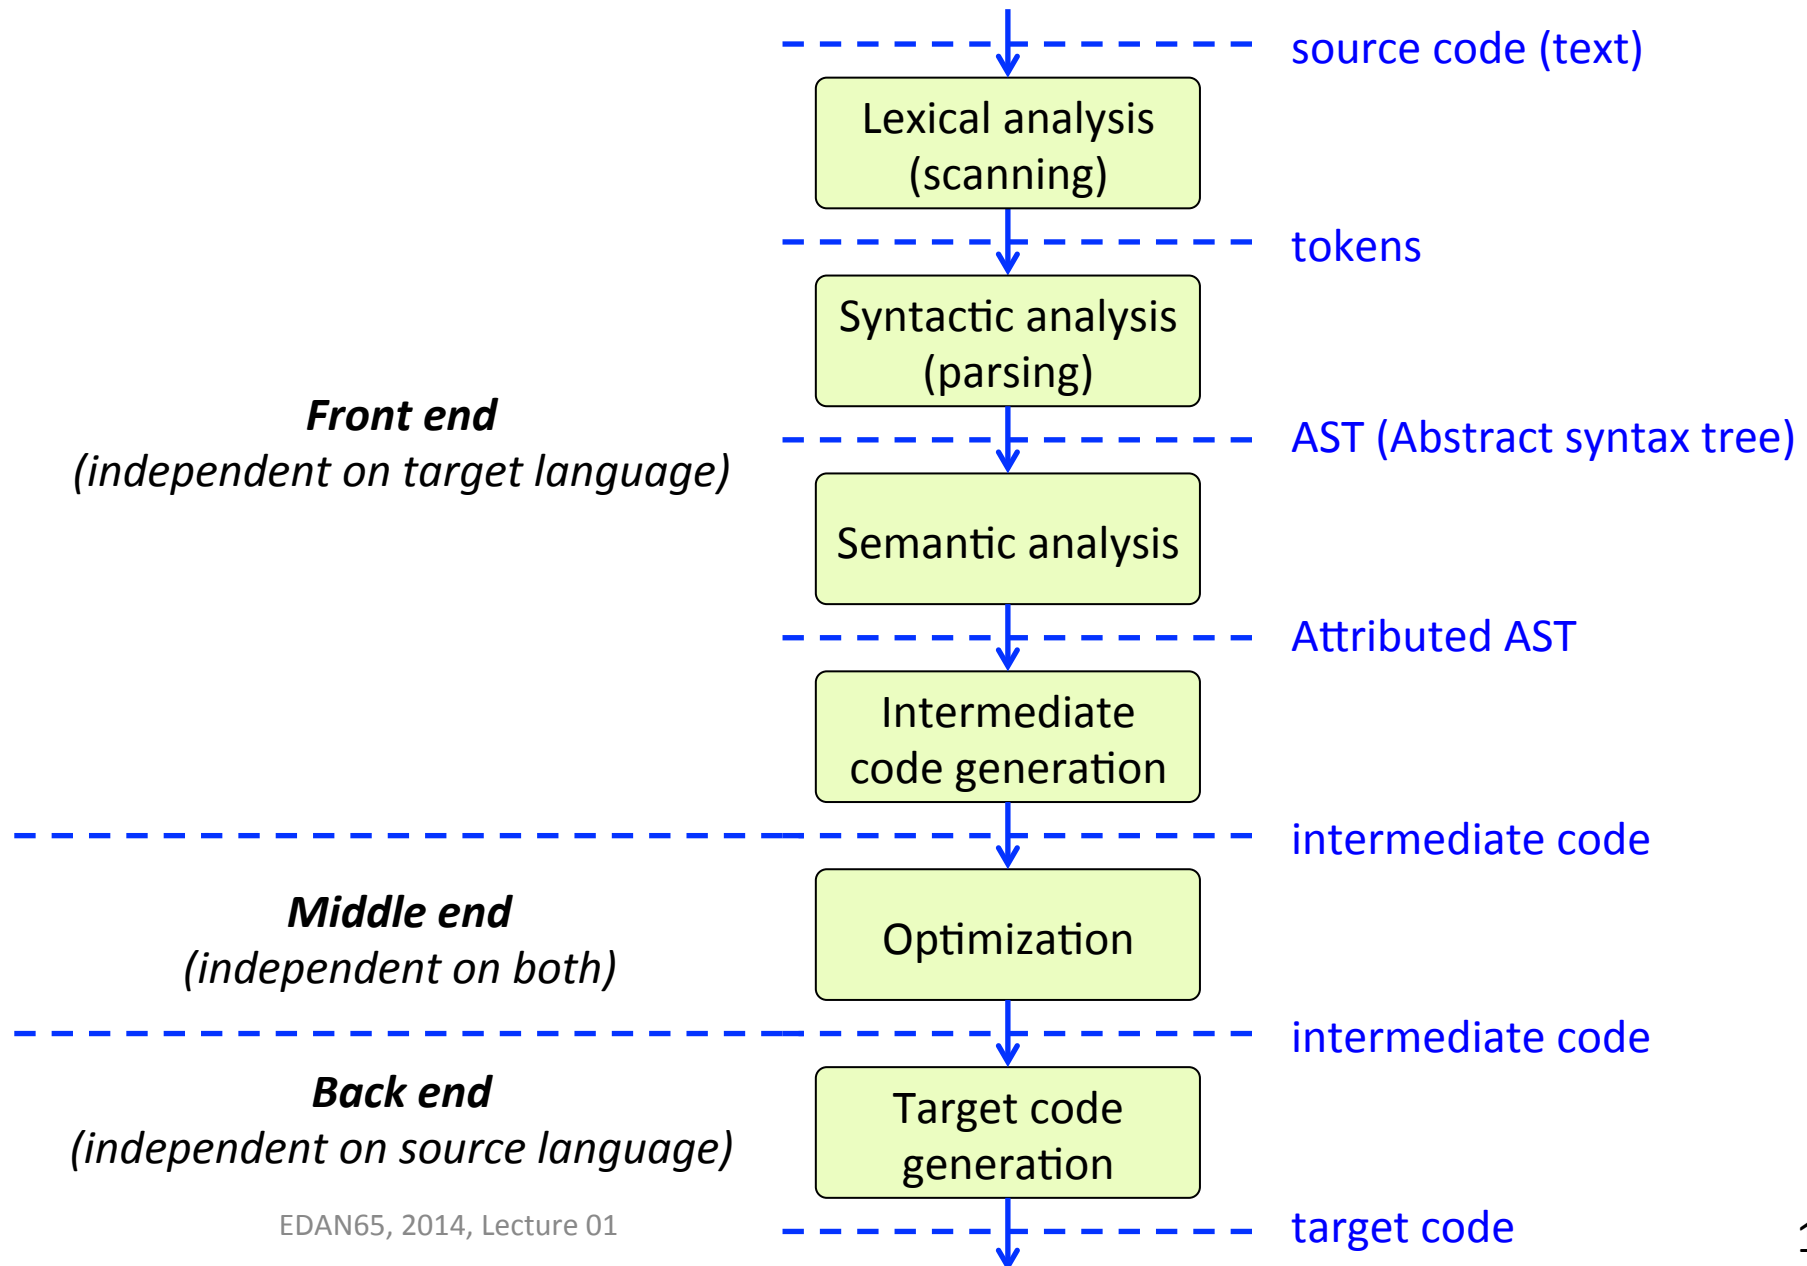 source code (text)
Lexical analysis
(scanning)
tokens
Syntactic analysis
(parsing)
Front end
(independent on target language)
AST (Abstract syntax tree)
Semantic analysis
Attributed AST
Intermediate
code generation
intermediate code
Middle end
(independent on both)
Optimization
intermediate code
Back end
(independent on source language)
Target code
generation
EDAN65, 2014, Lecture 01
target code